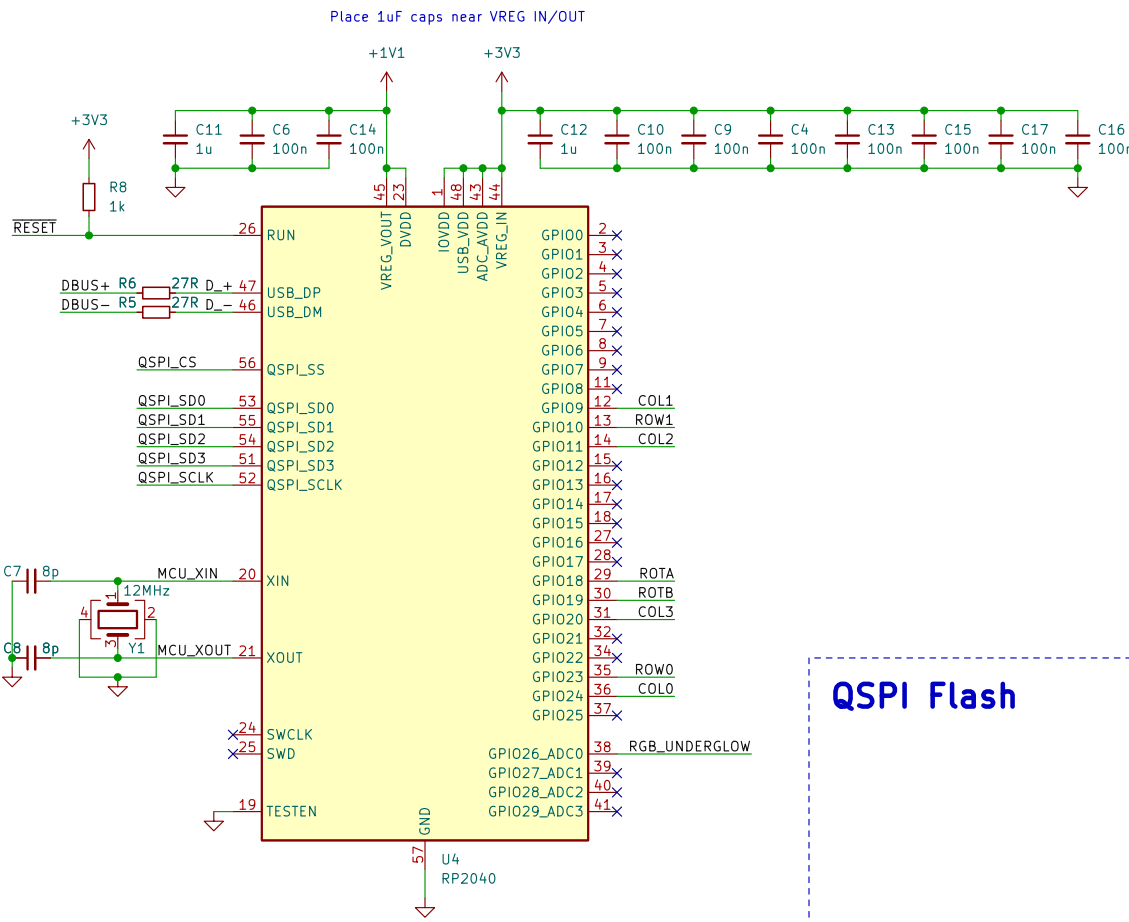 Place 1uF caps near VREG IN/OUT
+1V1
+3V3
+3V3
C11
1u
C6
100n
C14
100n
C12
1u
C10
100n
C9
100n
C4
100n
C13
100n
C15
100n
C17
100n
C16
100n
R8
1k
45
23
1
48
43
44
VREG_VOUT
DVDD
IOVDD
USB_VDD
ADC_AVDD
VREG_IN
RESET
26 RUN
DBUS+ R6 27R D_+ 47 USB_DP
DBUS- R5 27R D_- 46 USB_DM
QSPI_CS 56 QSPI_SS
QSPI_SD0 53 QSPI_SD0
QSPI_SD1 55 QSPI_SD1
QSPI_SD2 54 QSPI_SD2
QSPI_SD3 51 QSPI_SD3
QSPI_SCLK 52 QSPI_SCLK
C7 8p
MCU_XIN 20 XIN
12MHz
1
4
2
3
Y1
C8 8p
MCU_XOUT 21 XOUT
24 SWCLK
25 SWD
19 TESTEN
GPIO0 2
GPIO1 3
GPIO2 4
GPIO3 5
GPIO4 6
GPIO5 7
GPIO6 8
GPIO7 9
GPIO8 11
GPIO9 12 COL1
GPIO10 13 ROW1
GPIO11 14 COL2
GPIO12 15
GPIO13 16
GPIO14 17
GPIO15 18
GPIO16 27
GPIO17 28
GPIO18 29 ROTA
GPIO19 30 ROTB
GPIO20 31 COL3
GPIO21 32
GPIO22 34
GPIO23 35 ROW0
GPIO24 36 COL0
GPIO25 37
GPIO26_ADC0 38 RGB_UNDERGLOW
GPIO27_ADC1 39
GPIO28_ADC2 40
GPIO29_ADC3 41
GND
57
U4
RP2040
QSPI Flash